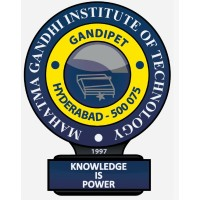 MAHATMA GANDHI INSTITUTE OF TECHNOLOGY
GANDIPET
HYDERABAD - 500 075
1997
KNOWLEDGE
IS
POWER